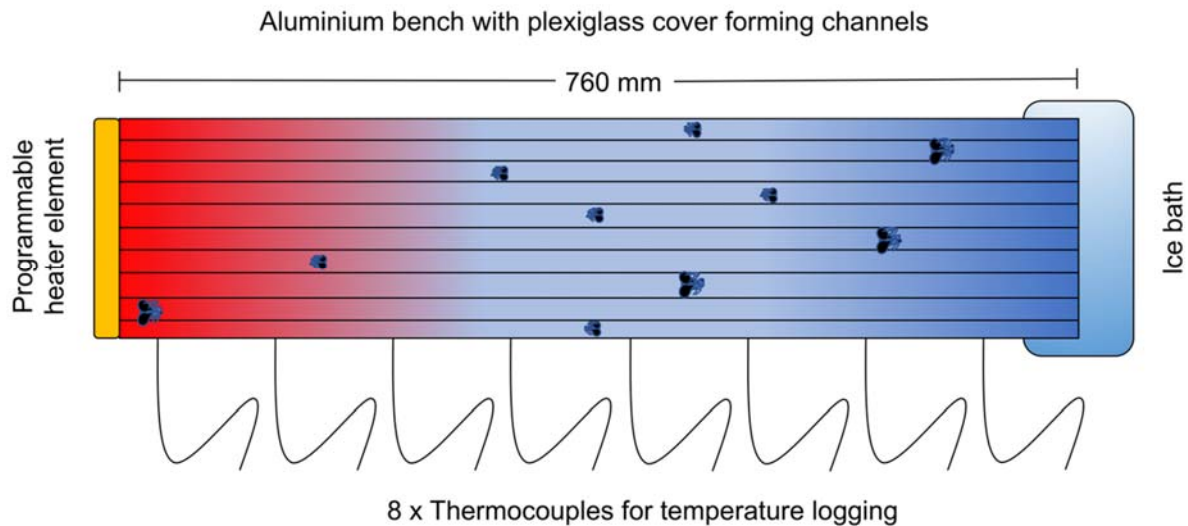 Aluminium bench with plexiglass cover forming channels
760 mm
Programmable
heater element
Ice bath
8 x Thermocouples for temperature logging